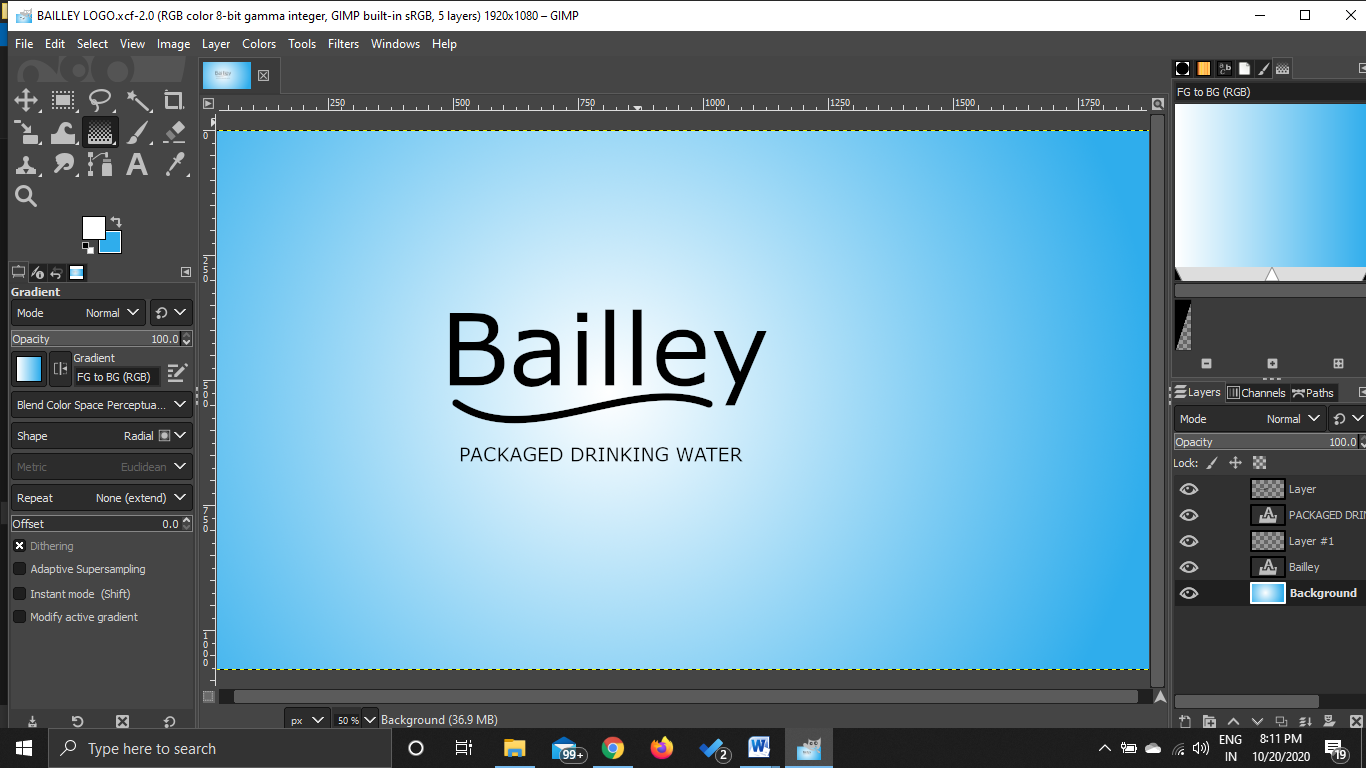 BAILLEY LOGO.xcf-2.0 (RGB color 8-bit gamma integer, GIMP built-in sRGB, 5 layers) 1920x1080 – GIMP
File Edit Select View Image Layer Colors Tools Filters Windows Help
250 500 750 1000 1250 1500 1750
0
250
500
750
1000
Gradient
Mode Normal
Opacity 100.0
Gradient
FG to BG (RGB)
Blend Color Space Perceptua...
Shape Radial
Metric Euclidean
Repeat None (extend)
Offset 0.0
Dithering
Adaptive Supersampling
Instant mode (Shift)
Modify active gradient
Bailley
PACKAGED DRINKING WATER
px 50 % Background (36.9 MB)
FG to BG (RGB)
Layers Channels Paths
Mode Normal
Opacity 100.0
Lock:
Layer
PACKAGED DRIN
Layer #1
Bailley
Background
Type here to search
99+
2
ENG
IN
8:11 PM
10/20/2020
19